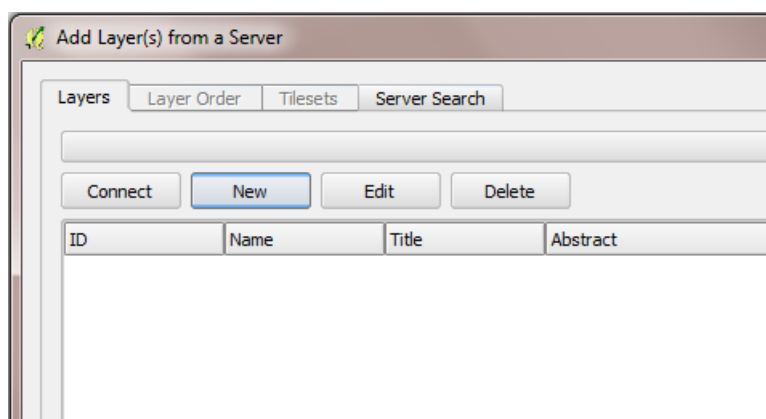 Add Layer(s) from a Server
Layers Layer Order Tilesets Server Search
Connect New Edit Delete
ID Name Title Abstract